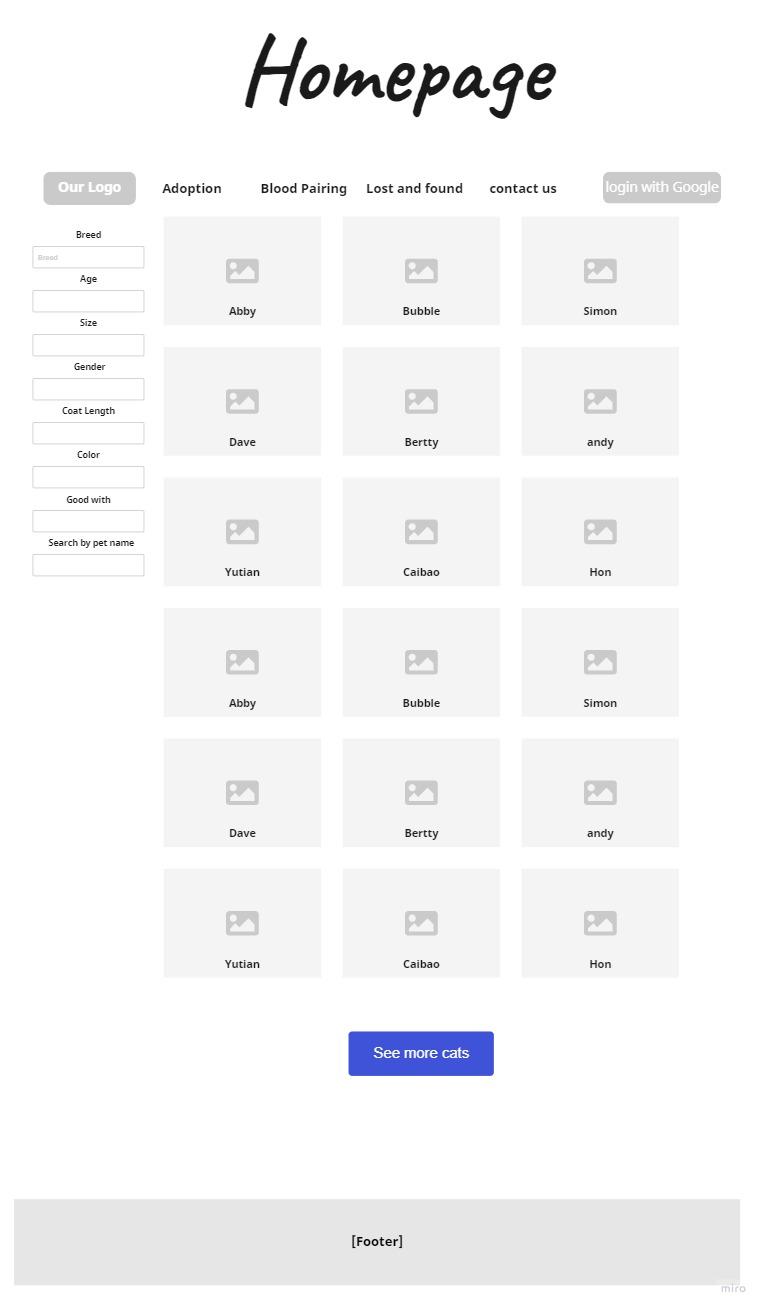 Homepage
Our Logo
Adoption
Blood Pairing
Lost and found
contact us
login with Google
Breed
Breed
Age
Size
Gender
Coat Length
Color
Good with
Search by pet name
Abby
Bubble
Simon
Dave
Bertty
andy
Yutian
Caibao
Hon
Abby
Bubble
Simon
Dave
Bertty
andy
Yutian
Caibao
Hon
See more cats
[Footer]
miro